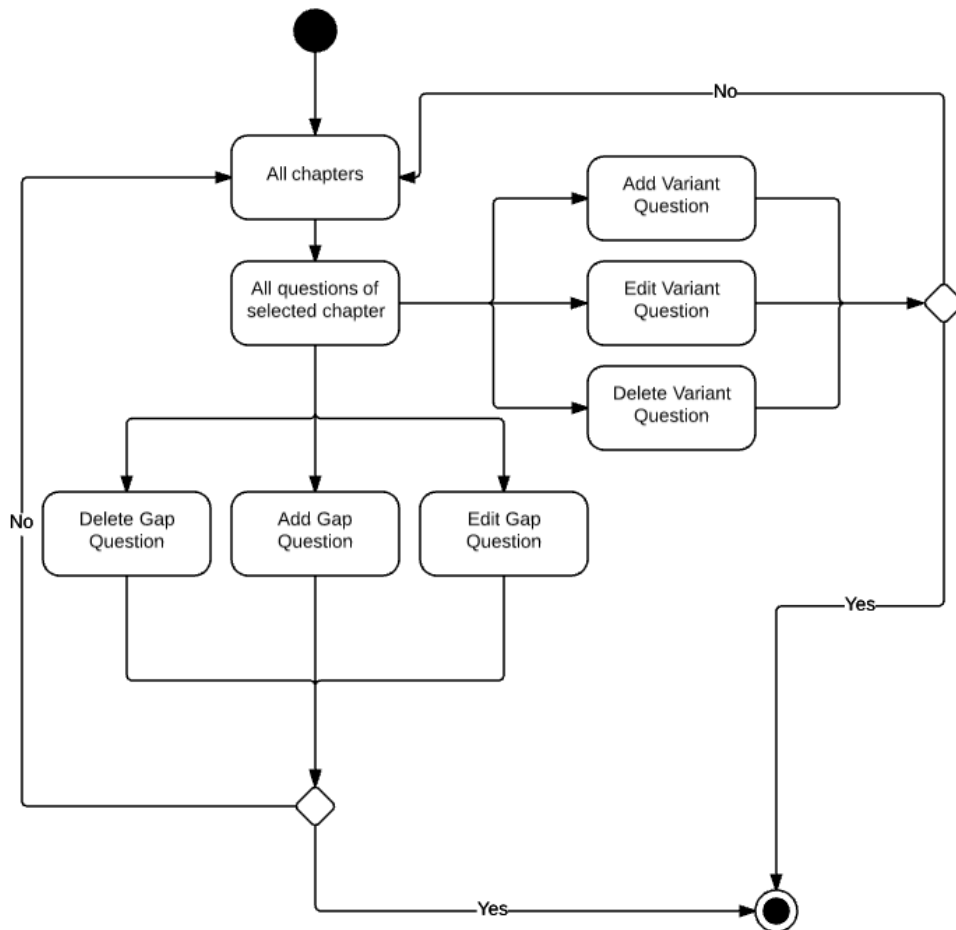 No
All chapters
Add Variant
Question
All questions of
selected chapter
Edit Variant
Question
Delete Variant
Question
No
Delete Gap
Question
Add Gap
Question
Edit Gap
Question
Yes
Yes